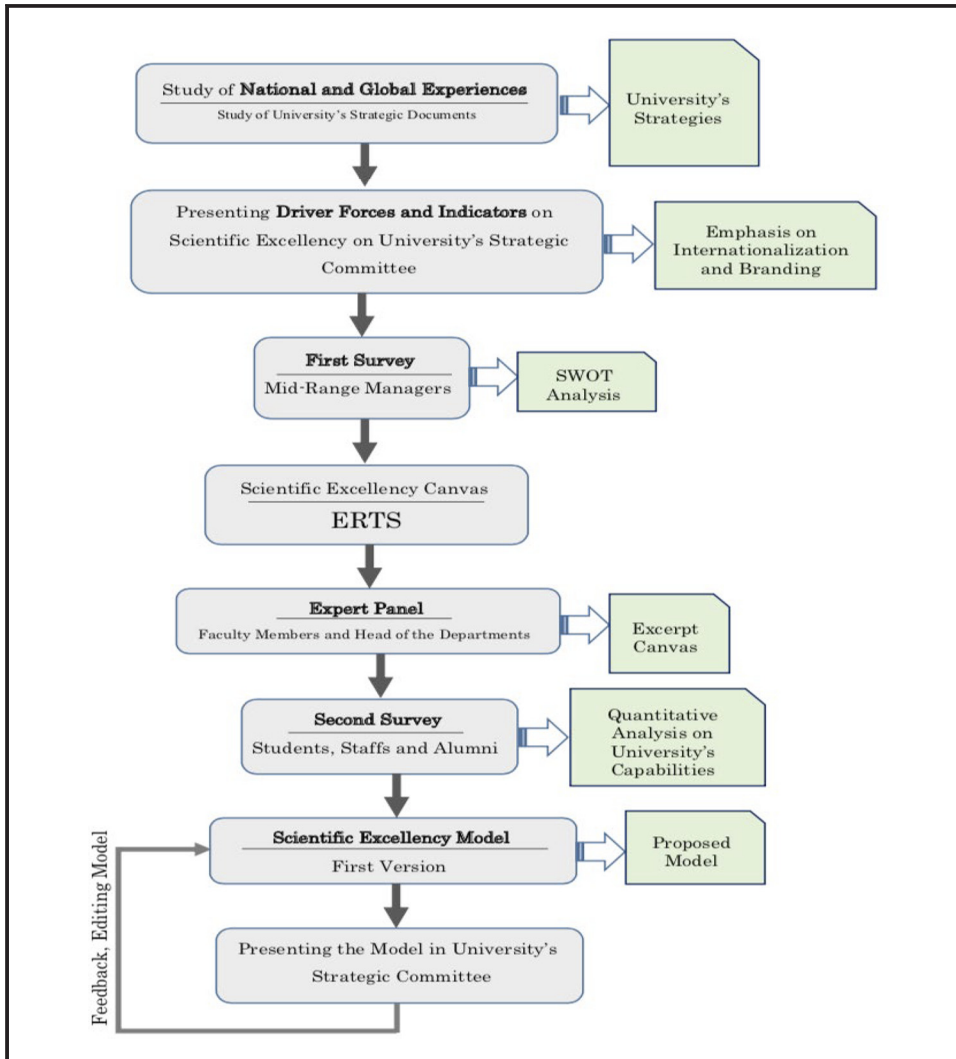 Study of National and Global Experiences
Study of University's Strategic Documents
University's
Strategies
Presenting Driver Forces and Indicators on
Scientific Excellency on University's Strategic
Committee
Emphasis on
Internationalization
and Branding
First Survey
Mid-Range Managers
SWOT
Analysis
Scientific Excellency Canvas
ERTS
Expert Panel
Faculty Members and Head of the Departments
Excerpt
Canvas
Second Survey
Students, Staffs and Alumni
Quantitative
Analysis on
University's
Capabilities
Scientific Excellency Model
First Version
Proposed
Model
Presenting the Model in University's
Strategic Committee
Feedback, Editing Model